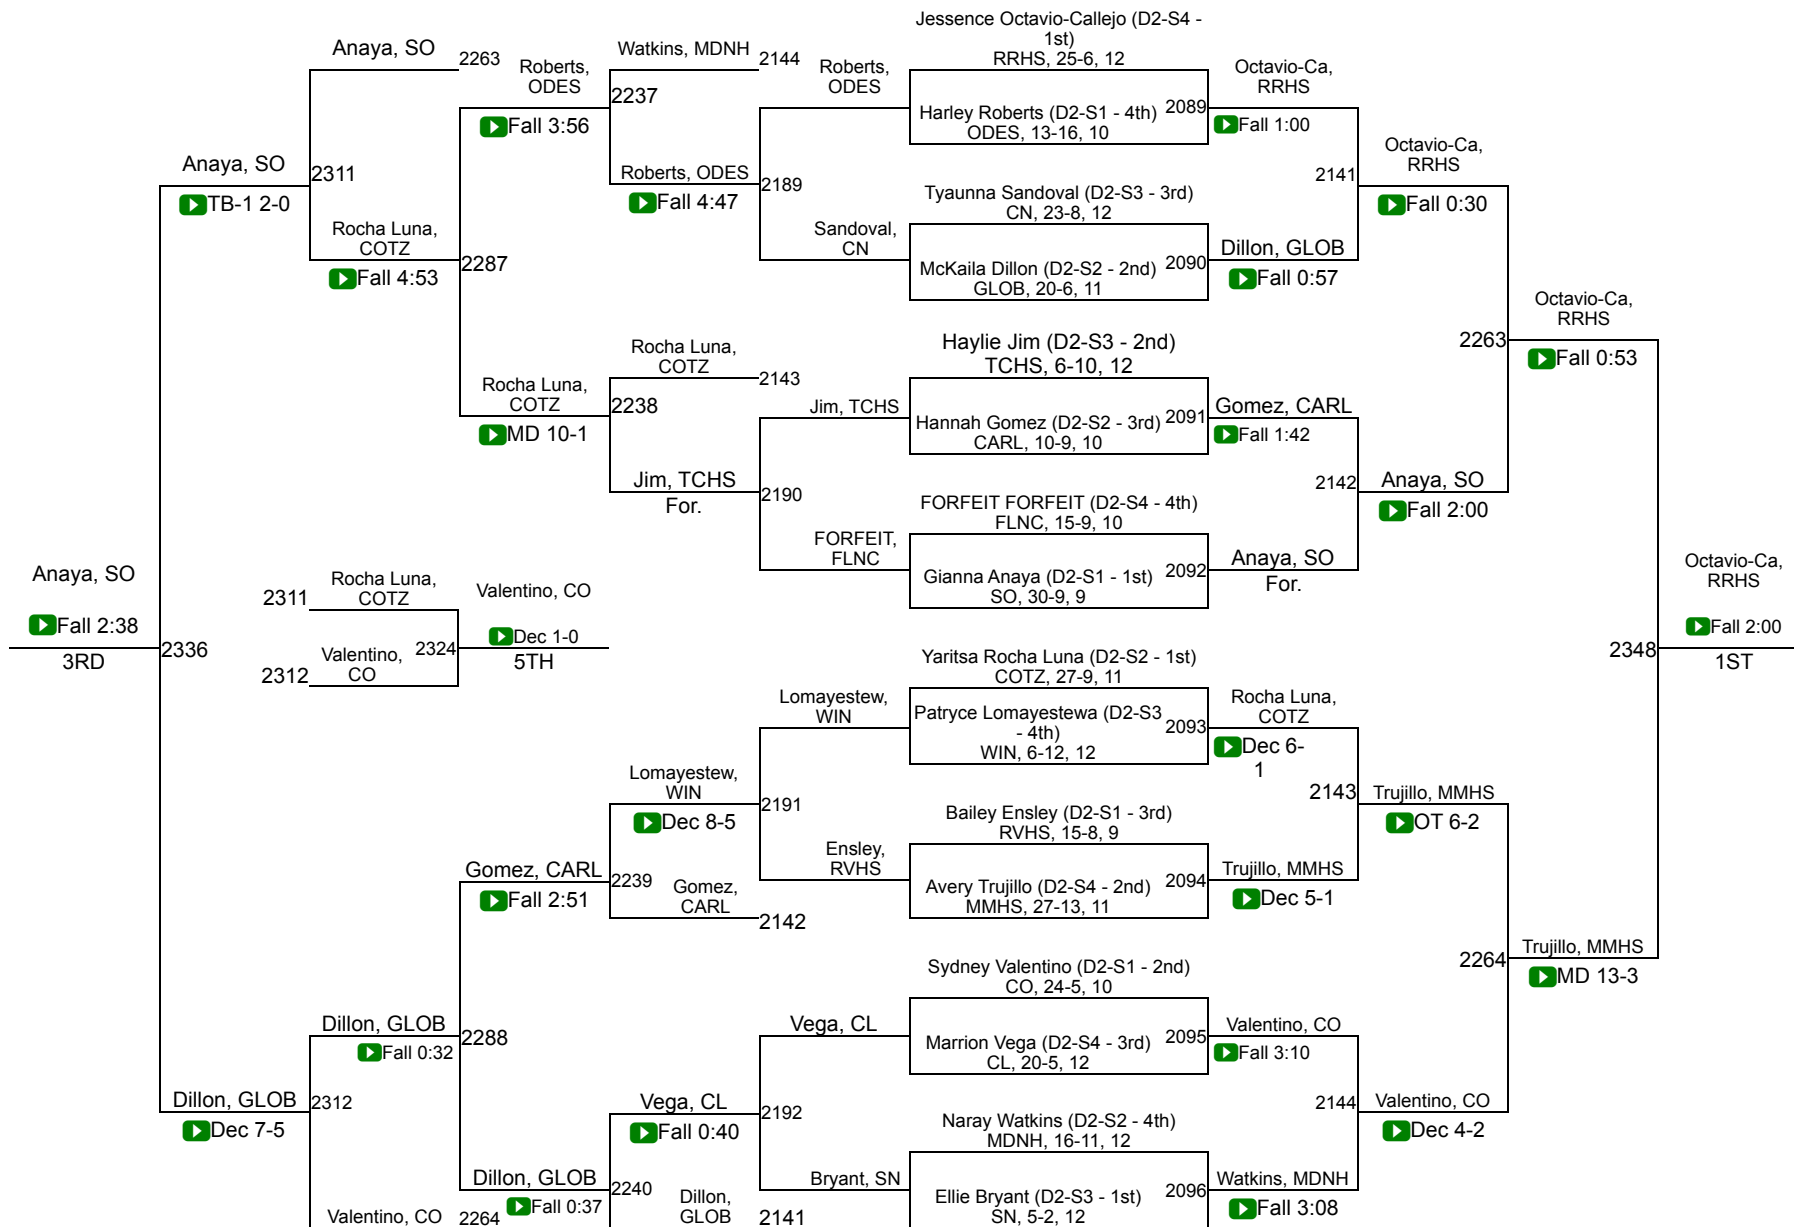 Jessence Octavio-Callejo (D2-S4 -
1st)
RRHS, 25-6, 12
Anaya, SO
2263
Roberts,
ODES
Watkins, MDNH
2144
Roberts,
ODES
Octavio-Ca,
RRHS
2237
Harley Roberts (D2-S1 - 4th)
ODES, 13-16, 10
2089
Fall 3:56
Fall 1:00
Anaya, SO
2311
Roberts, ODES
2189
2141
Octavio-Ca,
RRHS
TB-1 2-0
Fall 4:47
Tyaunna Sandoval (D2-S3 - 3rd)
CN, 23-8, 12
Fall 0:30
Rocha Luna,
COTZ
Sandoval,
CN
Dillon, GLOB
2287
Fall 4:53
McKaila Dillon (D2-S2 - 2nd)
GLOB, 20-6, 11
2090
Fall 0:57
Octavio-Ca,
RRHS
Rocha Luna,
COTZ
2143
Haylie Jim (D2-S3 - 2nd)
TCHS, 6-10, 12
2263
Fall 0:53
Rocha Luna,
COTZ
2238
Jim, TCHS
Hannah Gomez (D2-S2 - 3rd)
CARL, 10-9, 10
2091
Gomez, CARL
MD 10-1
Fall 1:42
Jim, TCHS
For.
2190
2142
Anaya, SO
FORFEIT FORFEIT (D2-S4 - 4th)
FLNC, 15-9, 10
Fall 2:00
FORFEIT,
FLNC
Anaya, SO
For.
Gianna Anaya (D2-S1 - 1st)
SO, 30-9, 9
2092
Anaya, SO
2311
Rocha Luna,
COTZ
Valentino, CO
Octavio-Ca,
RRHS
Fall 2:38
3RD
2336
2312
Valentino,
CO
2324
Dec 1-0
5TH
2348
Fall 2:00
1ST
Yaritsa Rocha Luna (D2-S2 - 1st)
COTZ, 27-9, 11
Lomayestew,
WIN
Patryce Lomayestewa (D2-S3
- 4th)
WIN, 6-12, 12
2093
Rocha Luna,
COTZ
Dec 6-
1
Lomayestew,
WIN
2191
2143
Trujillo, MMHS
Dec 8-5
Bailey Ensley (D2-S1 - 3rd)
RVHS, 15-8, 9
OT 6-2
Gomez, CARL
2239
Ensley,
RVHS
Trujillo, MMHS
Fall 2:51
Gomez,
CARL
2142
Avery Trujillo (D2-S4 - 2nd)
MMHS, 27-13, 11
2094
Dec 5-1
2264
Trujillo, MMHS
MD 13-3
Sydney Valentino (D2-S1 - 2nd)
CO, 24-5, 10
Dillon, GLOB
2288
Vega, CL
Valentino, CO
Fall 0:32
Marrion Vega (D2-S4 - 3rd)
CL, 20-5, 12
2095
Fall 3:10
Dillon, GLOB
2312
Vega, CL
2192
2144
Valentino, CO
Dec 7-5
Fall 0:40
Naray Watkins (D2-S2 - 4th)
MDNH, 16-11, 12
Dec 4-2
Dillon, GLOB
2240
Bryant, SN
Watkins, MDNH
Fall 0:37
Ellie Bryant (D2-S3 - 1st)
SN, 5-2, 12
2096
Fall 3:08
Valentino, CO
2264
Dillon,
GLOB
2141